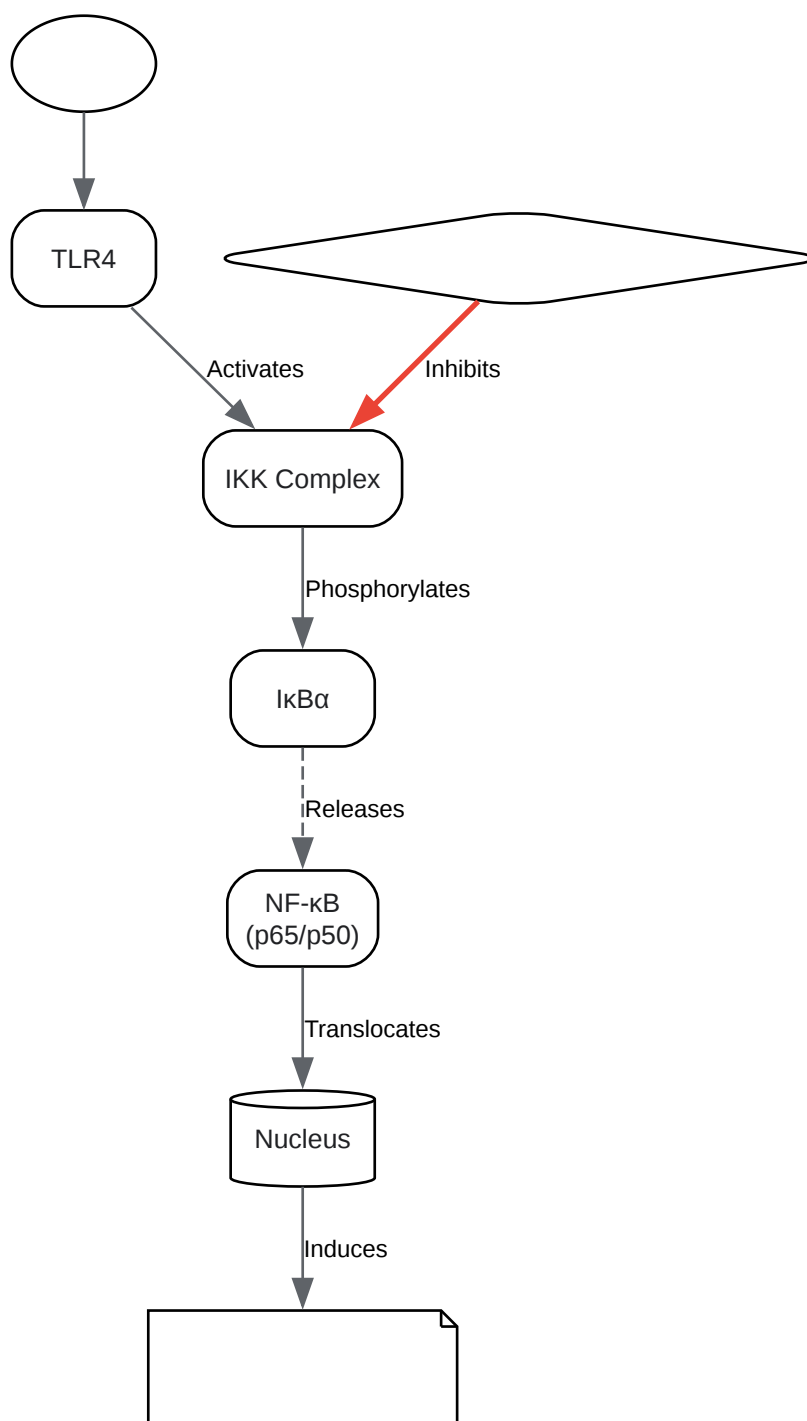 TLR4
Activates
Inhibits
IKK Complex
Phosphorylates
IκBα
Releases
NF-κB
(p65/p50)
Translocates
Nucleus
Induces